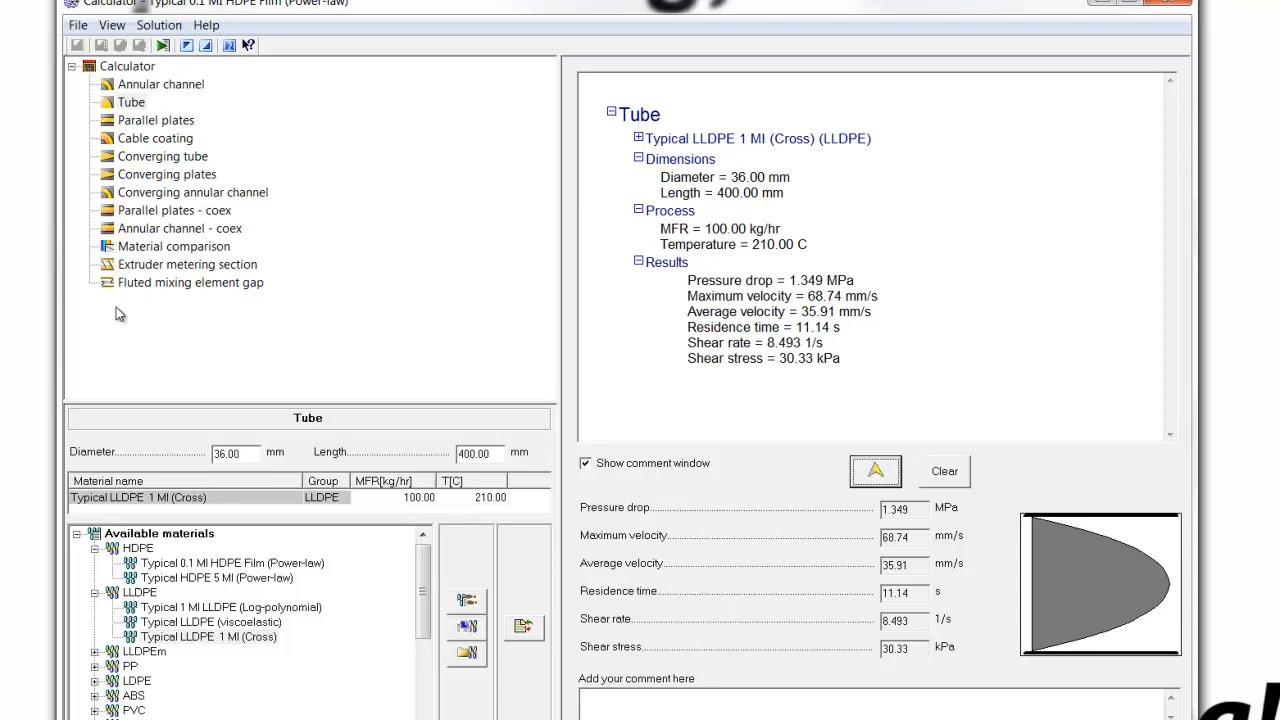 Calculator - Typical 0.1 MI HDPE Film (Power-law)
File View Solution Help
Calculator
Annular channel
Tube
Parallel plates
Cable coating
Converging tube
Converging plates
Converging annular channel
Parallel plates - coex
Annular channel - coex
Material comparison
Extruder metering section
Fluted mixing element gap
Tube
Diameter 36.00 mm Length 400.00 mm
Material name Group MFR[kg/hr] T[C]
Typical LLDPE 1 MI (Cross) LLDPE 100.00 210.00
Available materials
HDPE
Typical 0.1 MI HDPE Film (Power-law)
Typical HDPE 5 MI (Power-law)
LLDPE
Typical 1 MI LLDPE (Log-polynomial)
Typical LLDPE (viscoelastic)
Typical LLDPE 1 MI (Cross)
LLDPEm
PP
LDPE
ABS
PVC
Tube
Typical LLDPE 1 MI (Cross) (LLDPE)
Dimensions
Diameter = 36.00 mm
Length = 400.00 mm
Process
MFR = 100.00 kg/hr
Temperature = 210.00 C
Results
Pressure drop = 1.349 MPa
Maximum velocity = 68.74 mm/s
Average velocity = 35.91 mm/s
Residence time = 11.14 s
Shear rate = 8.493 1/s
Shear stress = 30.33 kPa
Show comment window
Clear
Pressure drop 1.349 MPa
Maximum velocity 68.74 mm/s
Average velocity 35.91 mm/s
Residence time 11.14 s
Shear rate 8.493 1/s
Shear stress 30.33 kPa
Add your comment here